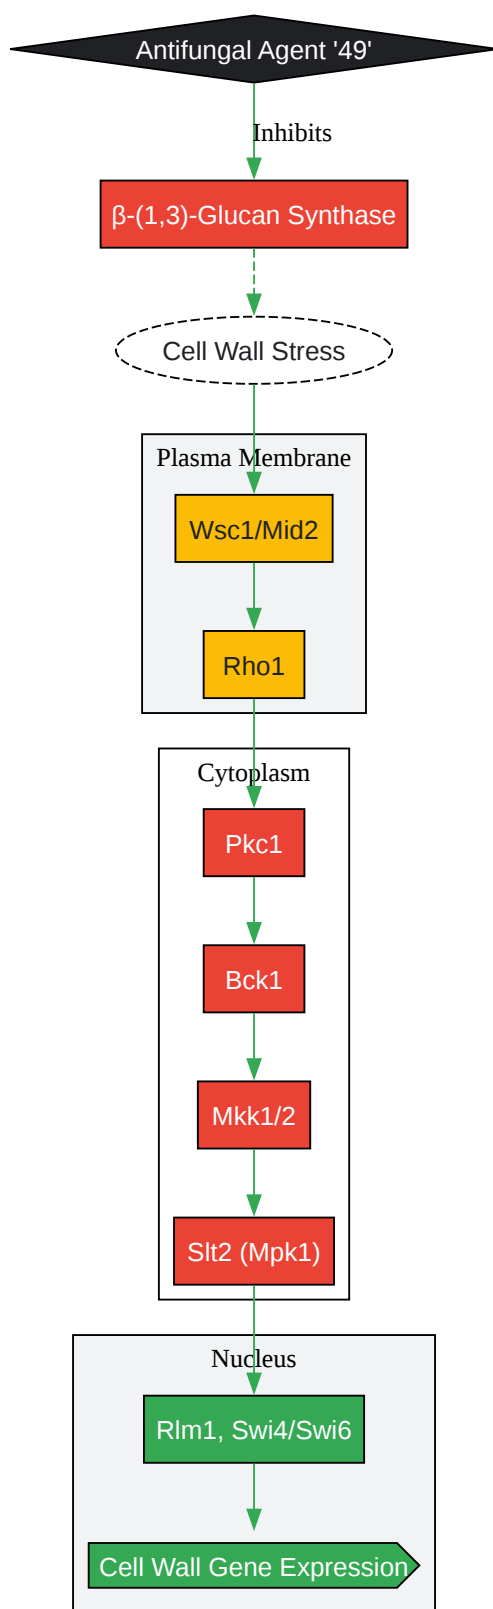 Antifungal Agent '49'
Inhibits
β-(1,3)-Glucan Synthase
Cell Wall Stress
Plasma Membrane
Wsc1/Mid2
Rho1
Cytoplasm
Pkc1
Bck1
Mkk1/2
Slt2 (Mpk1)
Nucleus
Rlm1, Swi4/Swi6
Cell Wall Gene Expression